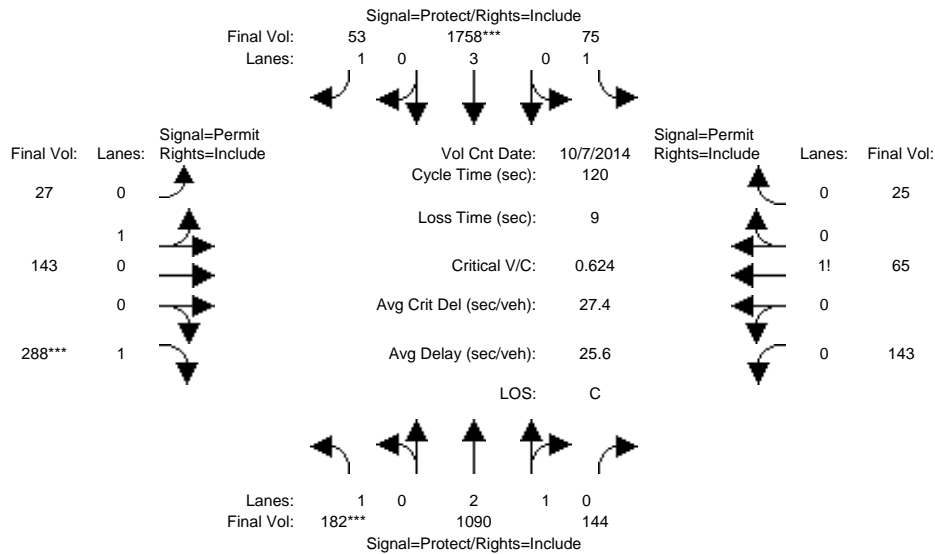 Signal=Protect/Rights=Include
Final Vol: 53 1758*** 75
Lanes: 1 0 3 0 1
Signal=Permit Signal=Permit
Final Vol: Lanes: Rights=Include Vol Cnt Date: 10/7/2014 Rights=Include Lanes: Final Vol:
Cycle Time (sec): 120
27 0 0 25
Loss Time (sec): 9
1 0
143 0 Critical V/C: 0.624 1! 65
0 Avg Crit Del (sec/veh): 27.4 0
288*** 1 Avg Delay (sec/veh): 25.6 0 143
LOS: C
Lanes: 1 0 2 1 0
Final Vol: 182*** 1090 144
Signal=Protect/Rights=Include